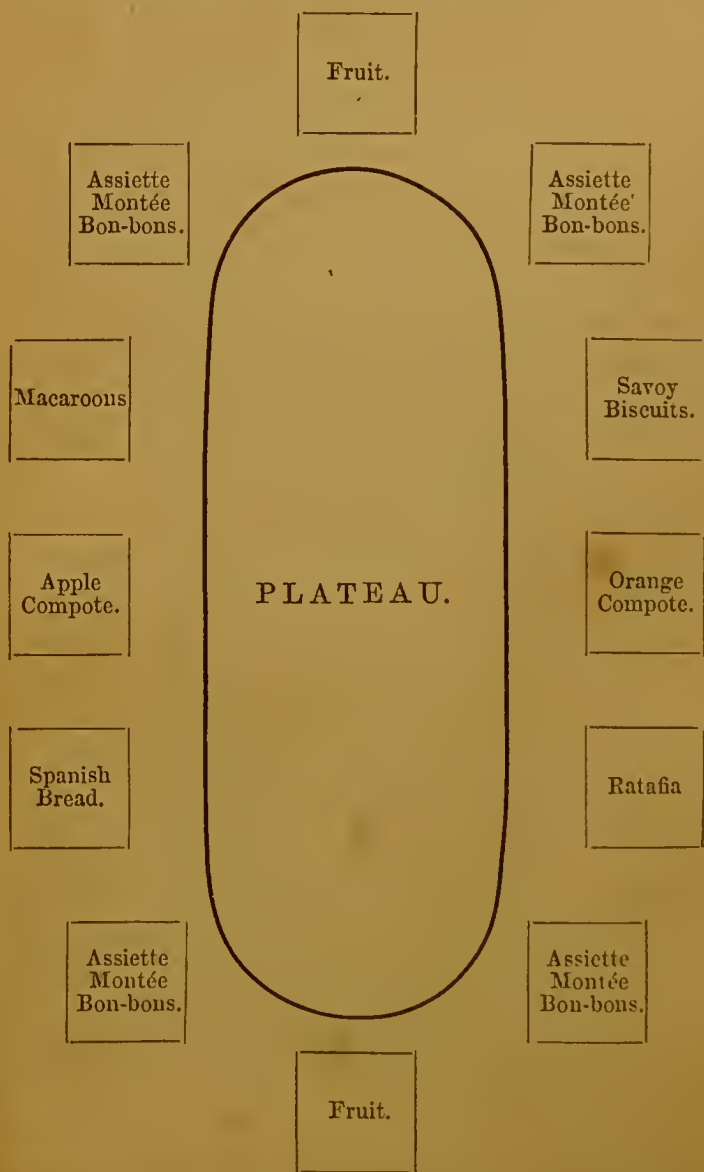 Fruit.
Assiette
Montée
Bon-bons.
Assiette
Montée
Bon-bons.
Macaroons
Savoy
Biscuits.
Apple
Compote.
PLATEAU.
Orange
Compote.
Spanish
Bread.
Ratafia
Assiette
Montée
Bon-bons.
Assiette
Montée
Bon-bons.
Fruit.